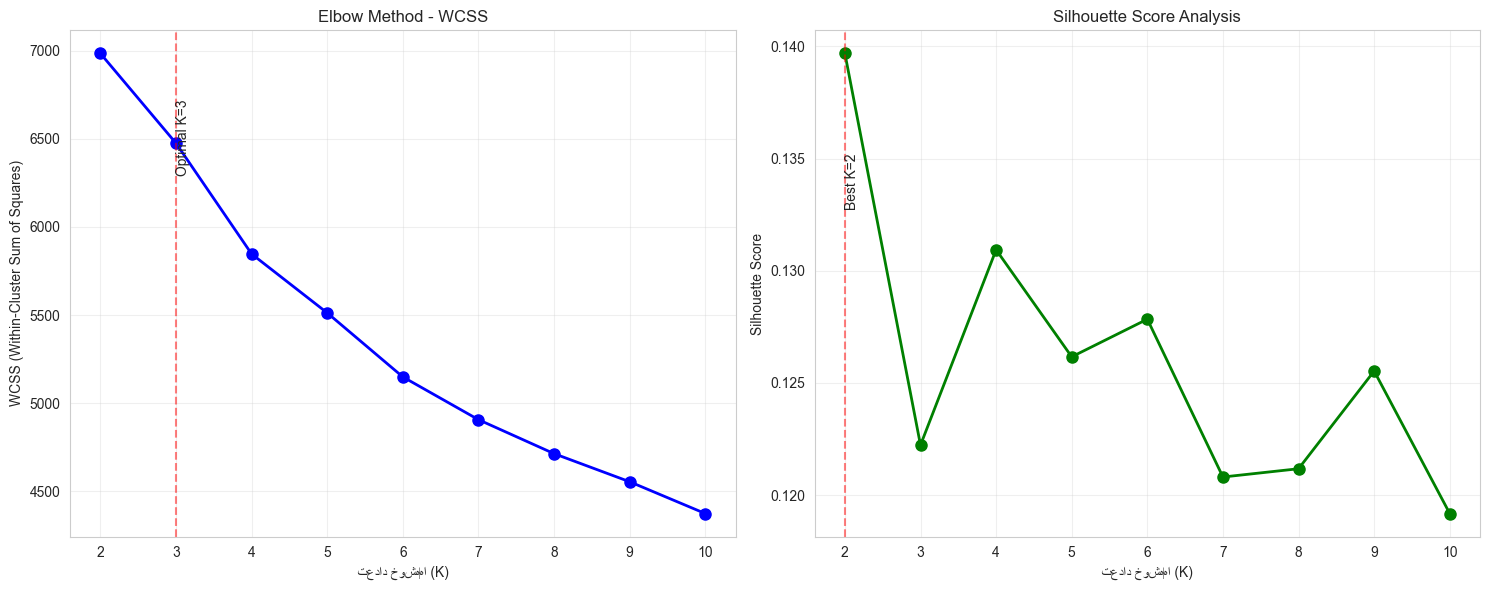 Elbow Method - WCSS
WCSS (Within-Cluster Sum of Squares)
7000
6500
6000
5500
5000
4500
Optimal K=3
2 3 4 5 6 7 8 9 10
تعداد خوشه‌ها (K)
Silhouette Score Analysis
Silhouette Score
0.140
0.135
0.130
0.125
0.120
Best K=2
2 3 4 5 6 7 8 9 10
تعداد خوشه‌ها (K)